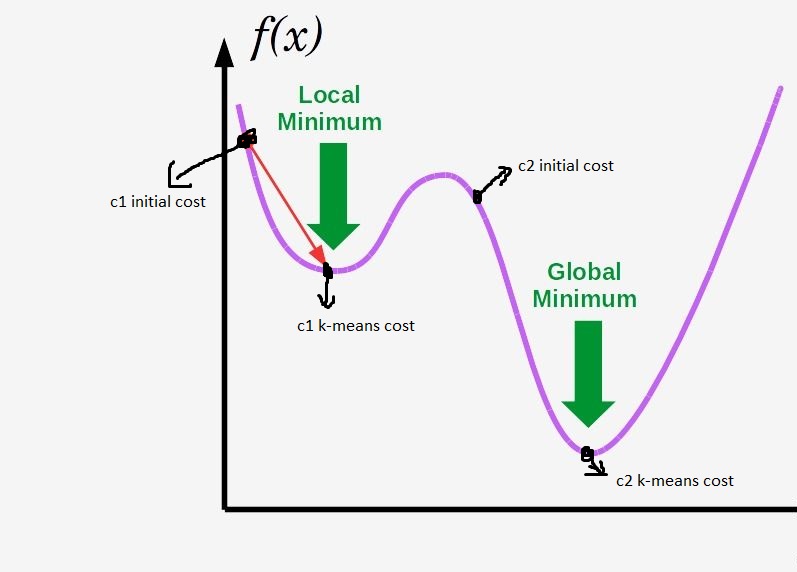 f(x)
Local
Minimum
c2 initial cost
c1 initial cost
Global
Minimum
c1 k-means cost
c2 k-means cost